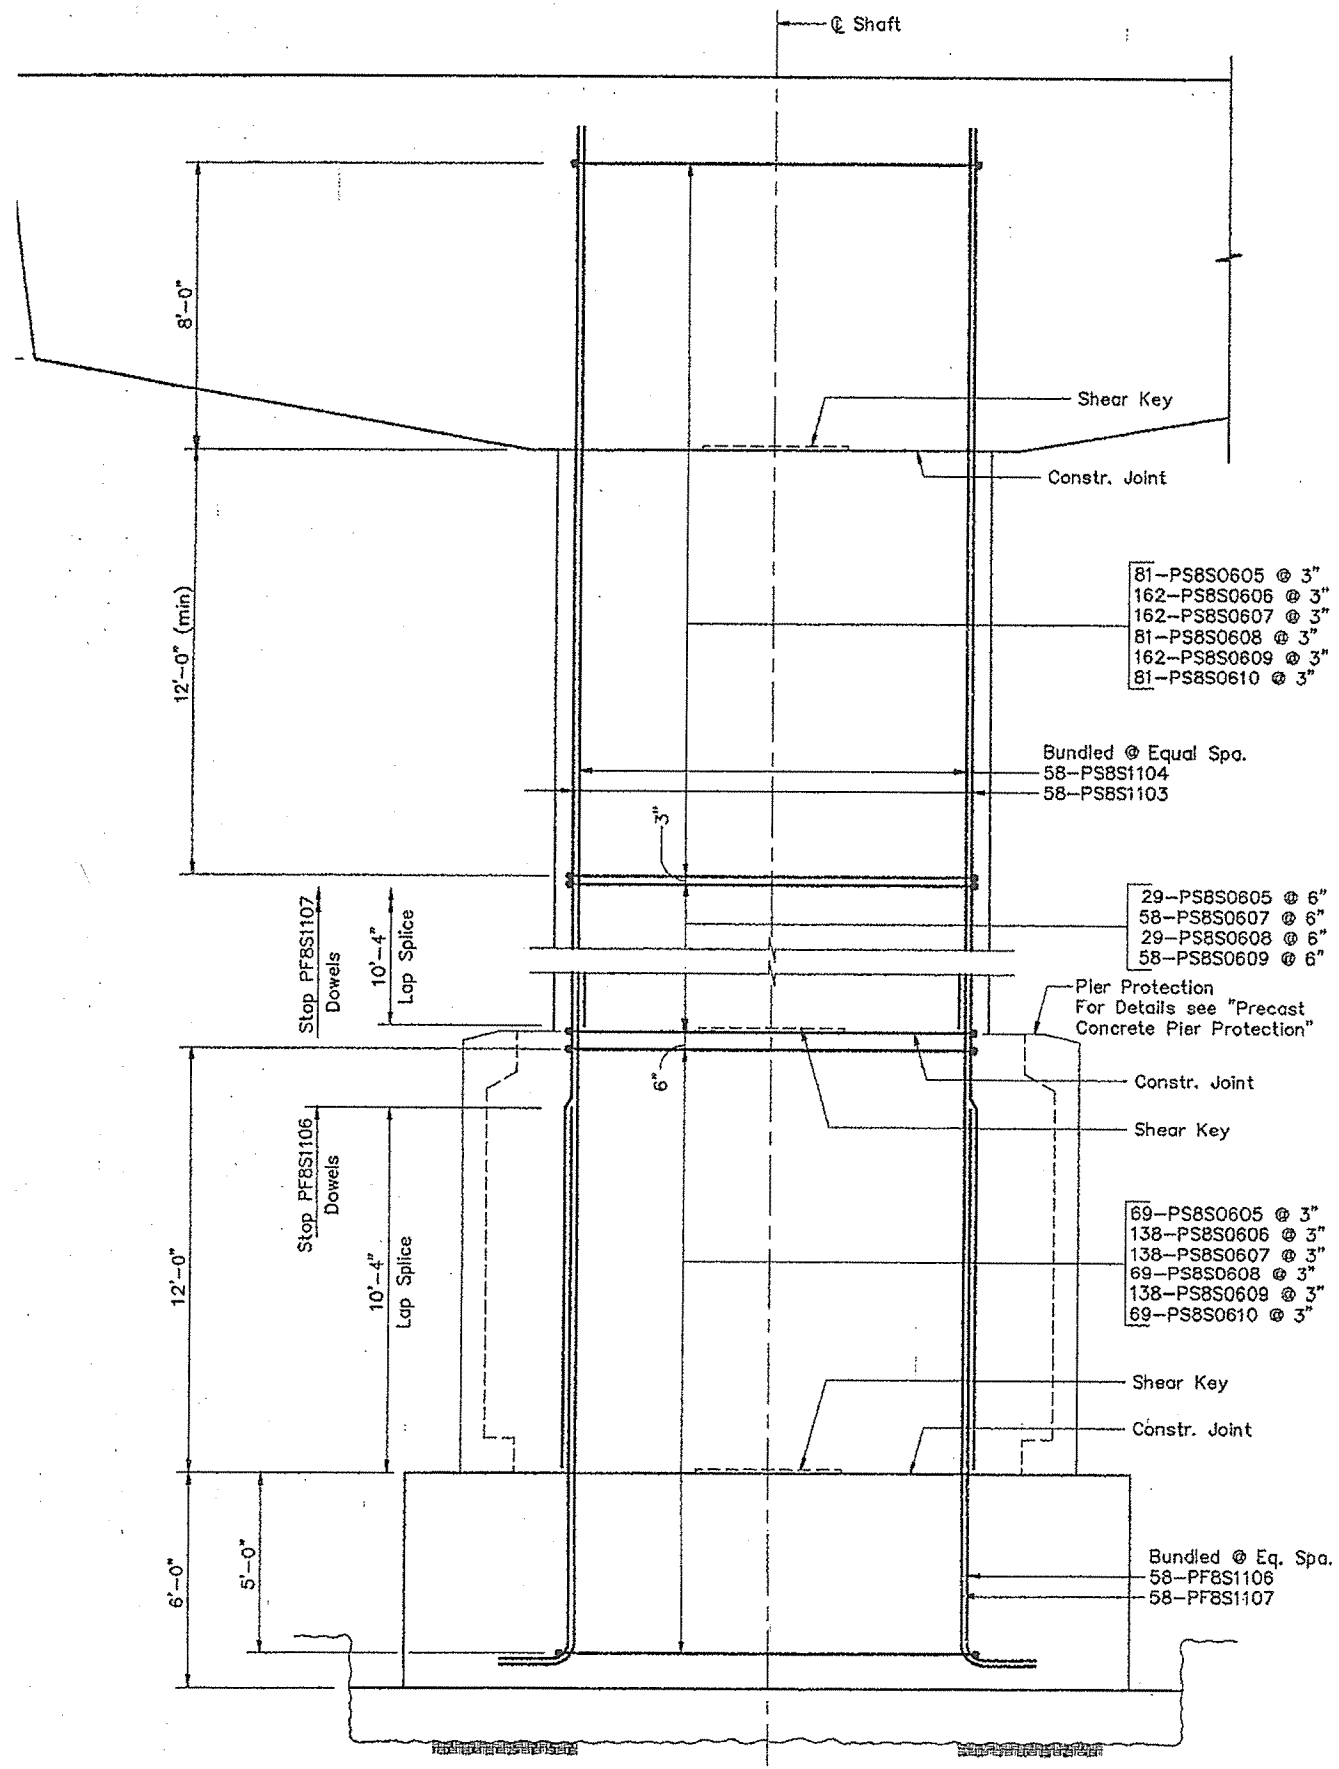 ℄ Shaft
8'-0"
Shear Key
Constr. Joint
12'-0" (min)
81-PS8S0605 @ 3"
162-PS8S0606 @ 3"
162-PS8S0607 @ 3"
81-PS8S0608 @ 3"
162-PS8S0609 @ 3"
81-PS8S0610 @ 3"
Bundled @ Equal Spa.
58-PS8S1104
58-PS8S1103
3"
Stop PF8S1107
Dowels
10'-4"
Lap Splice
29-PS8S0605 @ 6"
58-PS8S0607 @ 6"
29-PS8S0608 @ 6"
58-PS8S0609 @ 6"
Pier Protection
For Details see "Precast
Concrete Pier Protection"
6"
Constr. Joint
Shear Key
Stop PF8S1106
Dowels
12'-0"
10'-4"
Lap Splice
69-PS8S0605 @ 3"
138-PS8S0606 @ 3"
138-PS8S0607 @ 3"
69-PS8S0608 @ 3"
138-PS8S0609 @ 3"
69-PS8S0610 @ 3"
Shear Key
Constr. Joint
6'-0"
5'-0"
Bundled @ Eq. Spa.
58-PF8S1106
58-PF8S1107